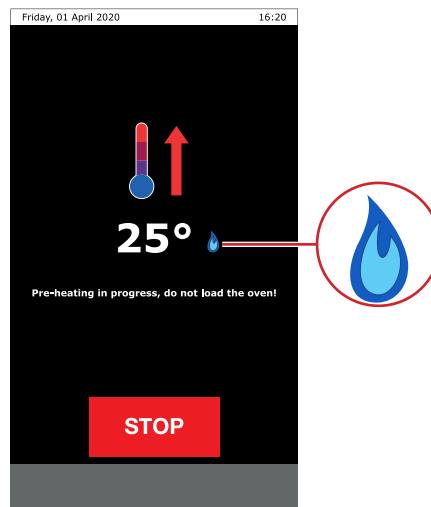 Friday, 01 April 2020 16:20
25°
Pre-heating in progress, do not load the oven!
STOP